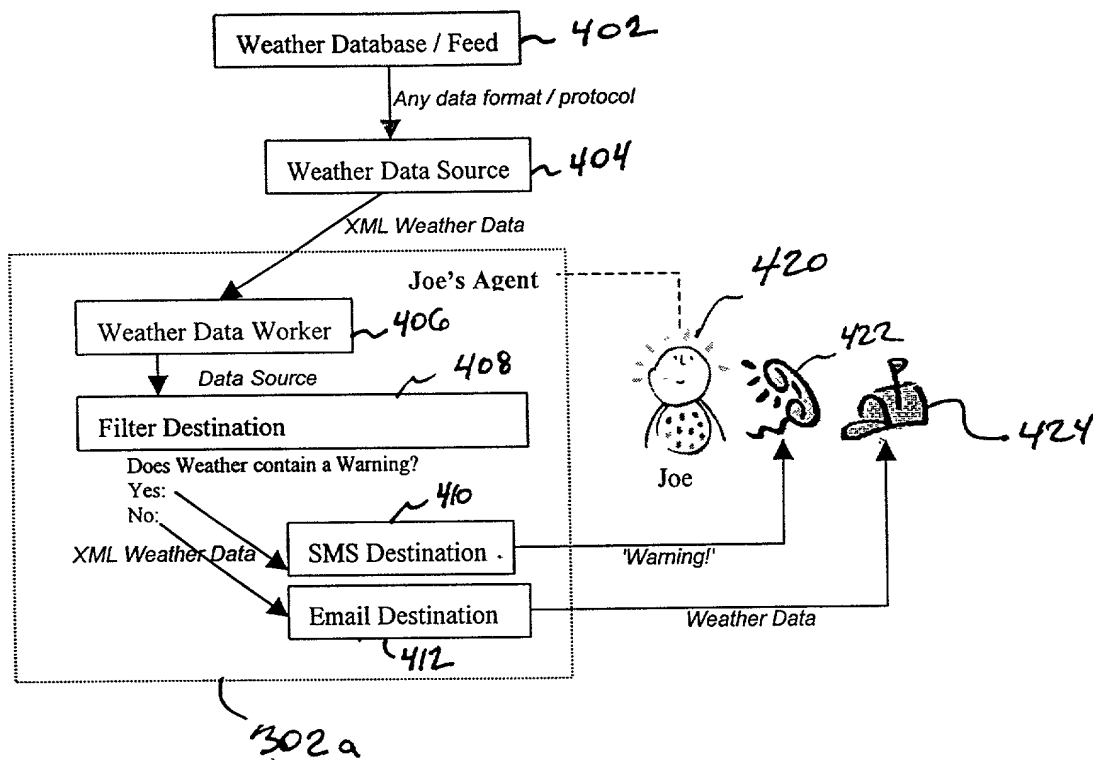 Weather Database / Feed 402
Any data format / protocol
Weather Data Source 404
XML Weather Data
Joe's Agent
420
Weather Data Worker 406
422
Data Source
408
Filter Destination
424
Does Weather contain a Warning?
Joe
Yes:
410
No:
XML Weather Data
SMS Destination
'Warning!'
Email Destination
Weather Data
412
302a